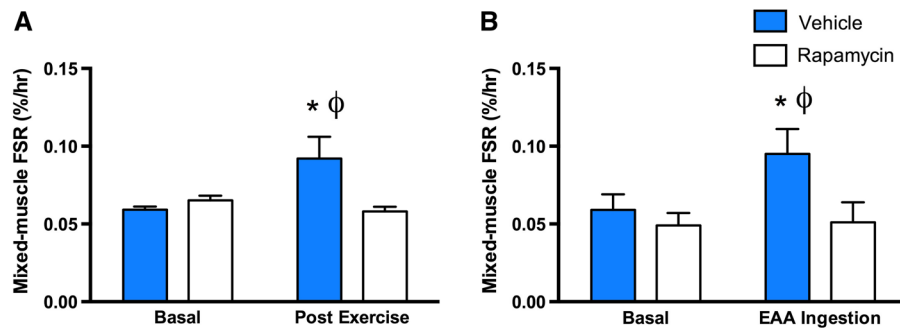 A
Mixed-muscle FSR (%/hr)
0.15
0.10
0.05
0.00
* ϕ
Basal
Post Exercise
B
Vehicle
Rapamycin
Mixed-muscle FSR (%/hr)
0.15
0.10
0.05
0.00
* ϕ
Basal
EAA Ingestion